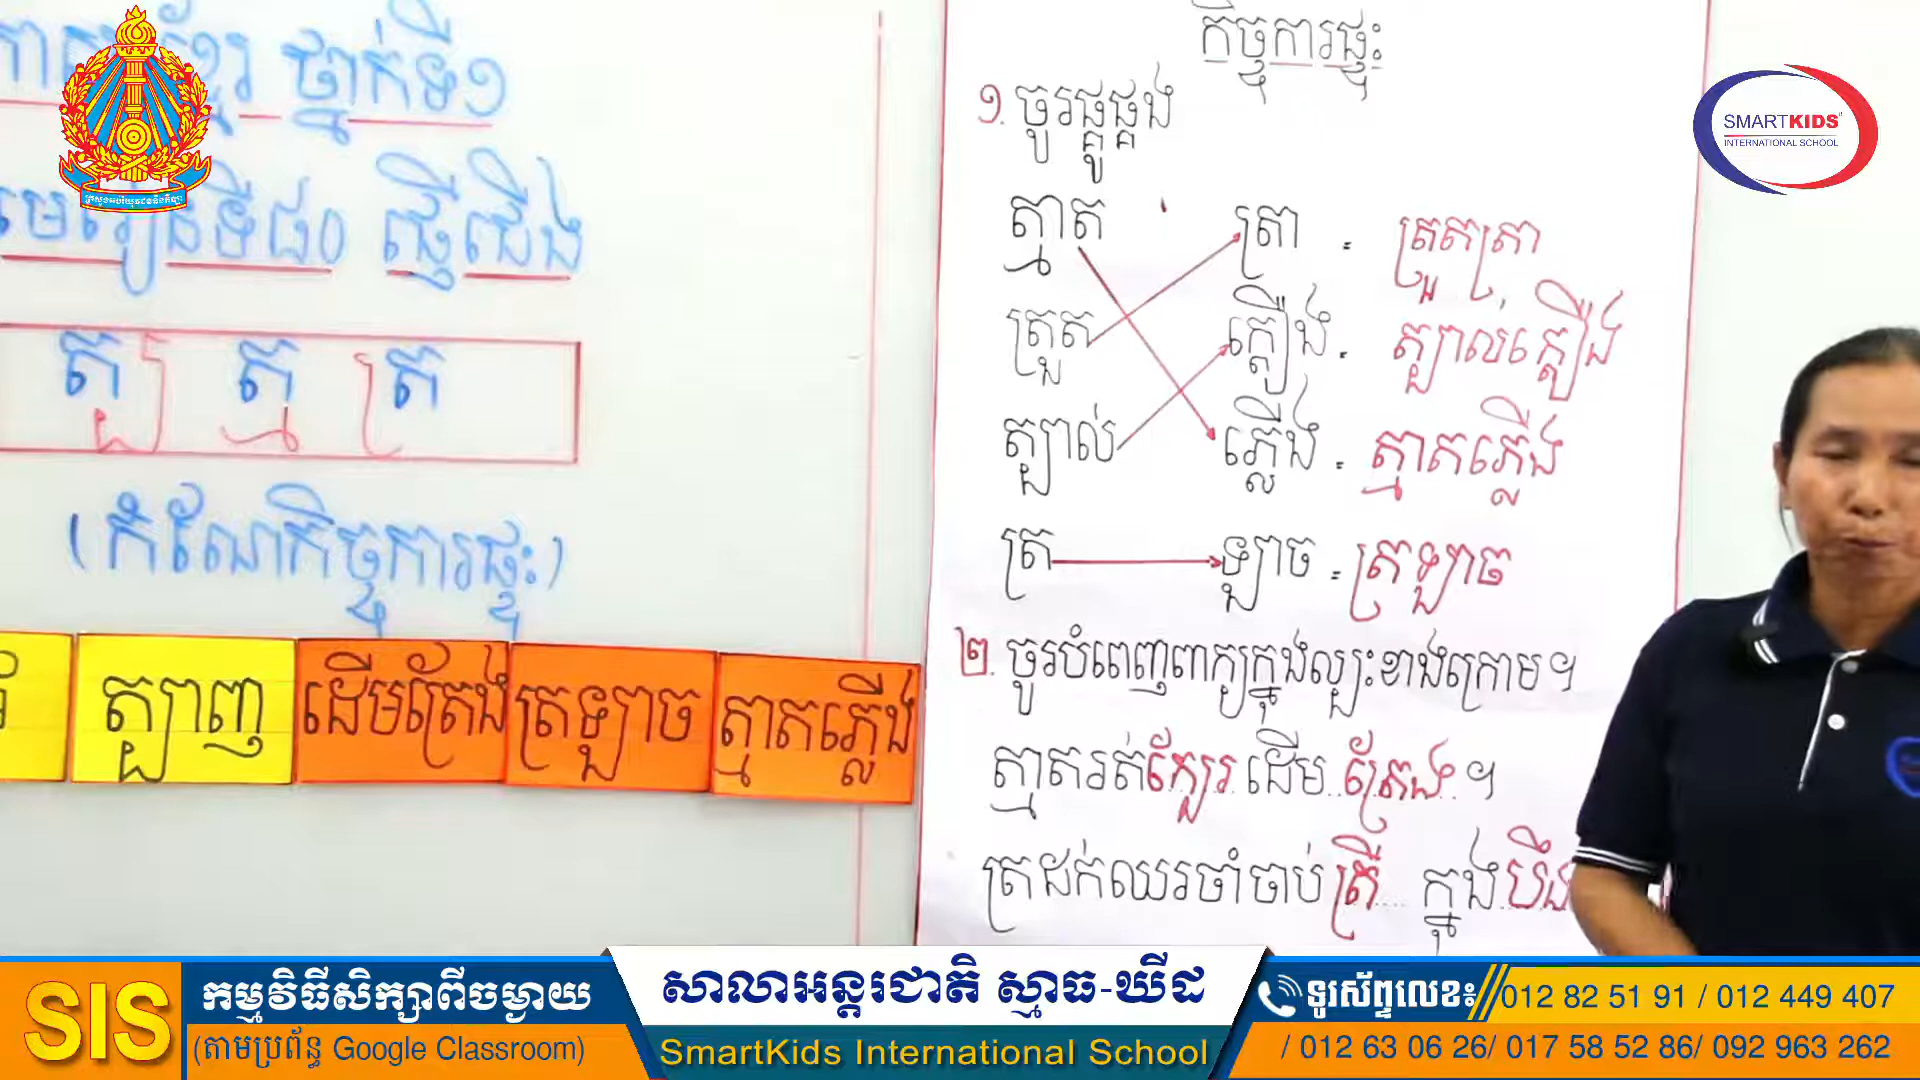 ភាសាខ្មែរ ថ្នាក់ទី១
មេរៀនទី៨០ ផ្ញើជើង
ត្ប ត្ម ត្រ
(កំណែកិច្ចការផ្ទះ)
ត្បាញ
ដើមត្រែង
ត្រឡាច
ត្មាតភ្លើង
កិច្ចការផ្ទះ
១. ចូរផ្គូផ្គង
ត្មាត ត្រា = ត្រួតត្រា
ត្រួត ភ្លឿង = ត្បាល់ភ្លឿង
ត្បាល់ ភ្លើង = ត្មាតភ្លើង
ត្រ ឡាច = ត្រឡាច
២. ចូរបំពេញពាក្យក្នុងល្បះខាងក្រោម។
ត្មាតរត់ក្បែរ ដើម ត្រែង ។
ត្រដក់ឈរចាំចាប់ ត្រី ក្នុងបឹង
SMARTKIDS
INTERNATIONAL SCHOOL
SIS
កម្មវិធីសិក្សាពីចម្ងាយ
(តាមប្រព័ន្ធ Google Classroom)
សាលាអន្តរជាតិ ស្មាធ-ឃីដ
SmartKids International School
ទូរស័ព្ទលេខ៖ 012 82 51 91 / 012 449 407
/ 012 63 06 26/ 017 58 52 86/ 092 963 262